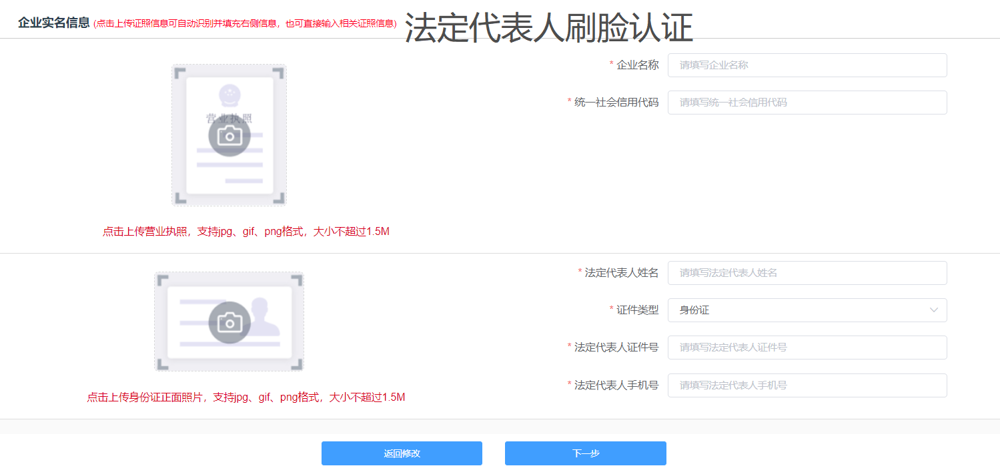 企业实名信息 (点击上传证照信息可自动识别并填充右侧信息，也可直接输入相关证照信息)
法定代表人刷脸认证
营业执照
点击上传营业执照，支持jpg、gif、png格式，大小不超过1.5M
* 企业名称 请填写企业名称
* 统一社会信用代码 请填写统一社会信用代码
点击上传身份证正面照片，支持jpg、gif、png格式，大小不超过1.5M
* 法定代表人姓名 请填写法定代表人姓名
* 证件类型 身份证
* 法定代表人证件号 请填写法定代表人证件号
* 法定代表人手机号 请填写法定代表人手机号
返回修改
下一步